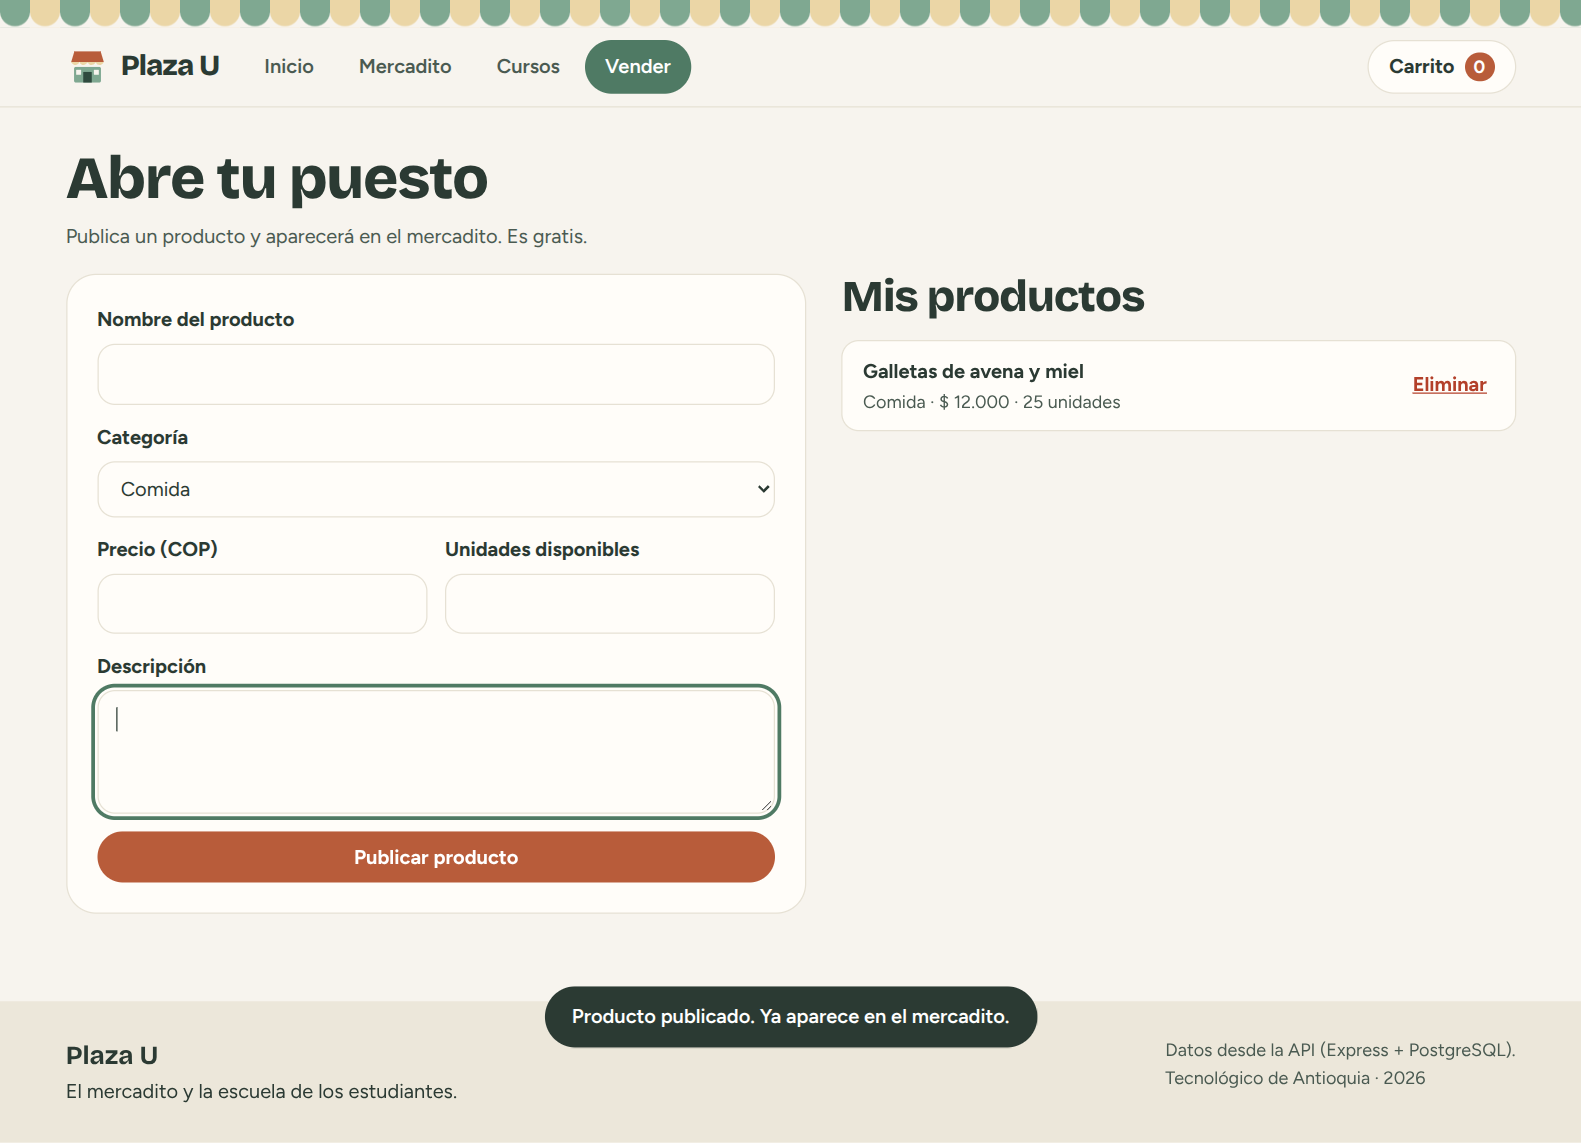 Plaza U
Inicio
Mercadito
Cursos
Vender
Carrito 0
Abre tu puesto
Publica un producto y aparecerá en el mercadito. Es gratis.
Nombre del producto
Categoría
Comida
Precio (COP)
Unidades disponibles
Descripción
Publicar producto
Mis productos
Galletas de avena y miel
Comida · $ 12.000 · 25 unidades
Eliminar
Producto publicado. Ya aparece en el mercadito.
Plaza U
El mercadito y la escuela de los estudiantes.
Datos desde la API (Express + PostgreSQL).
Tecnológico de Antioquia · 2026